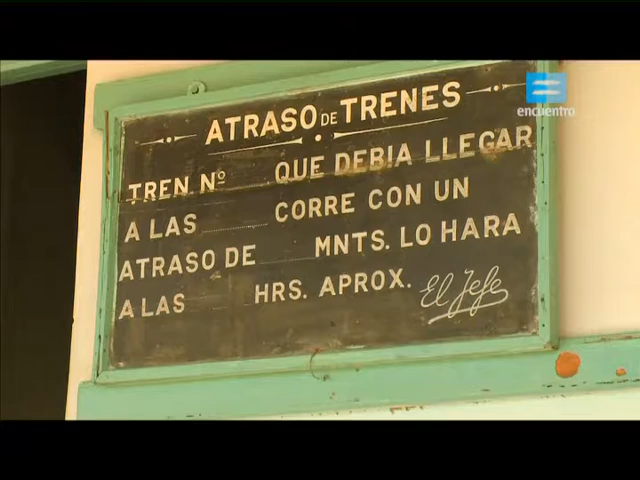 encuentro
ATRASO DE TRENES
TREN Nº QUE DEBIA LLEGAR
A LAS CORRE CON UN
ATRASO DE MNTS. LO HARA
A LAS HRS. APROX.
El Jefe